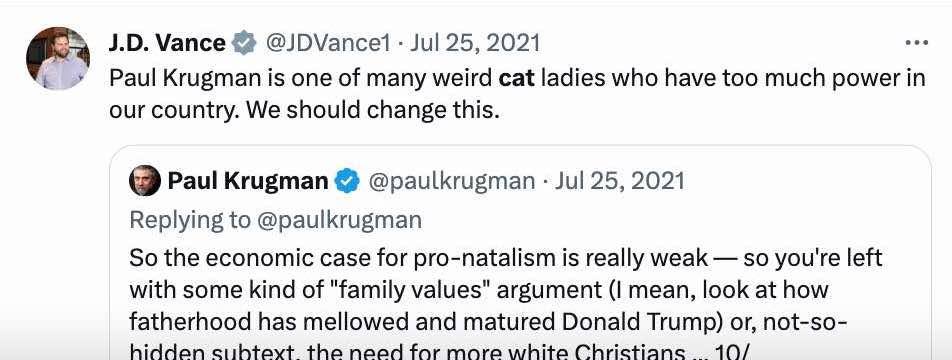 J.D. Vance @JDVance1 · Jul 25, 2021
Paul Krugman is one of many weird cat ladies who have too much power in
our country. We should change this.
Paul Krugman @paulkrugman · Jul 25, 2021
Replying to @paulkrugman
So the economic case for pro-natalism is really weak — so you're left
with some kind of "family values" argument (I mean, look at how
fatherhood has mellowed and matured Donald Trump) or, not-so-
hidden subtext, the need for more white Christians ... 10/